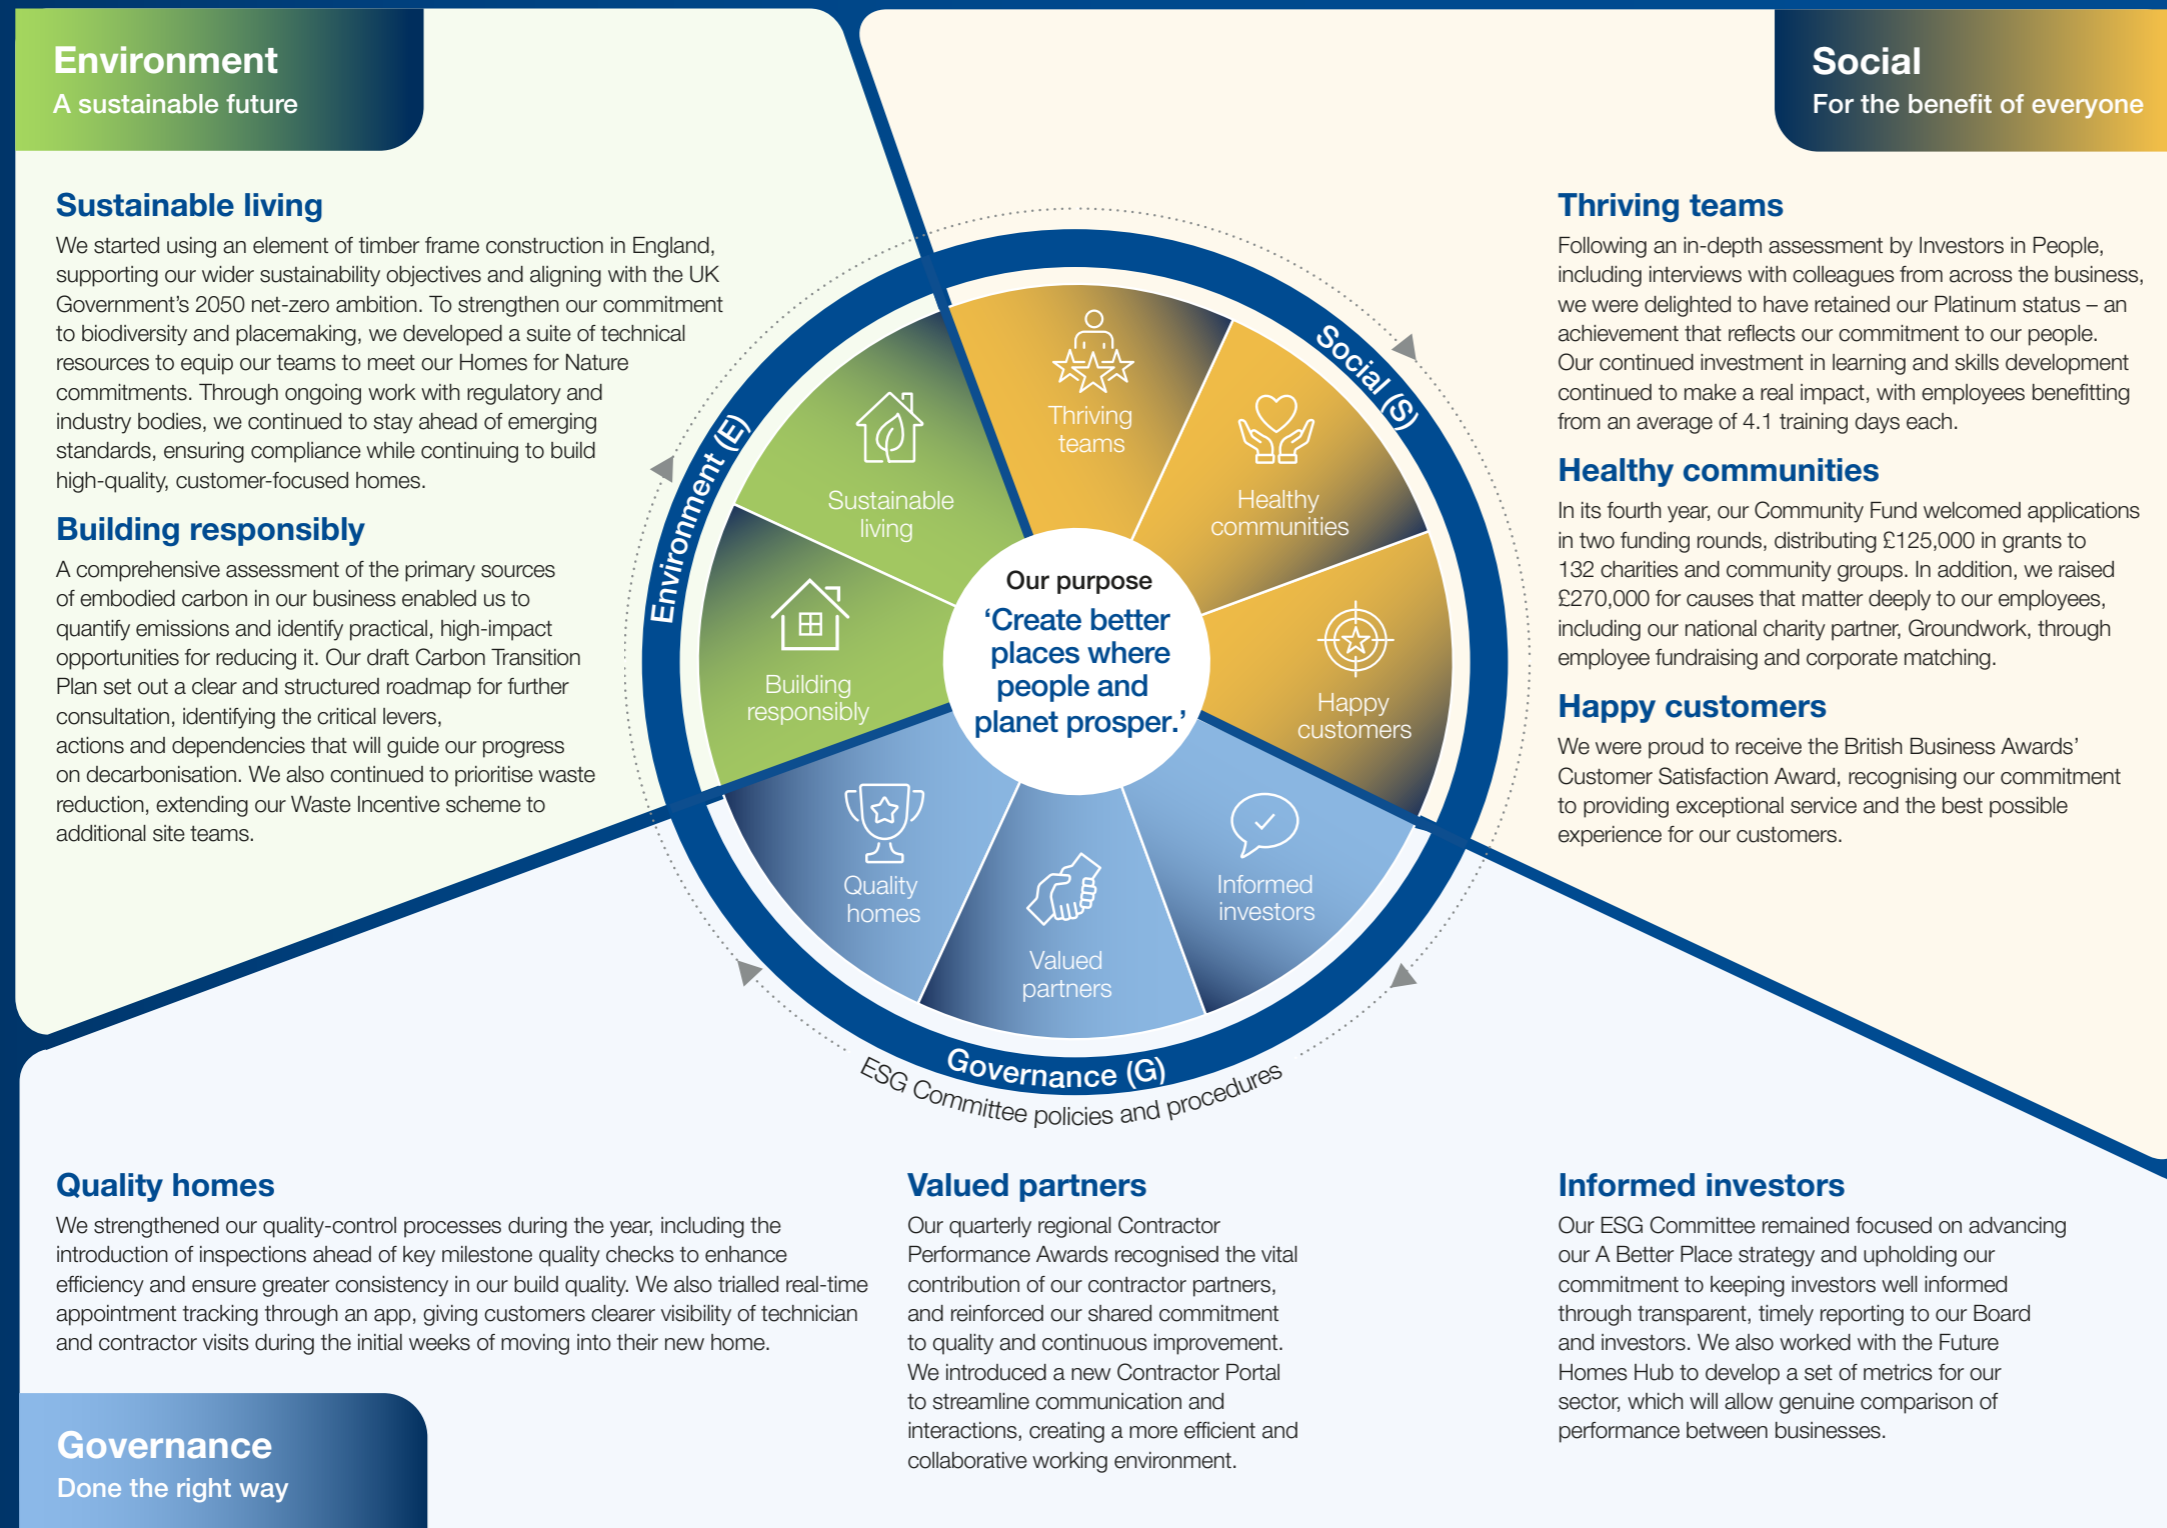 Environment
A sustainable future
Sustainable living
We started using an element of timber frame construction in England,
supporting our wider sustainability objectives and aligning with the UK
Government's 2050 net-zero ambition. To strengthen our commitment
to biodiversity and placemaking, we developed a suite of technical
resources to equip our teams to meet our Homes for Nature
commitments. Through ongoing work with regulatory and
industry bodies, we continued to stay ahead of emerging
standards, ensuring compliance while continuing to build
high-quality, customer-focused homes.
Building responsibly
A comprehensive assessment of the primary sources
of embodied carbon in our business enabled us to
quantify emissions and identify practical, high-impact
opportunities for reducing it. Our draft Carbon Transition
Plan set out a clear and structured roadmap for further
consultation, identifying the critical levers,
actions and dependencies that will guide our progress
on decarbonisation. We also continued to prioritise waste
reduction, extending our Waste Incentive scheme to
additional site teams.
Social
For the benefit of everyone
Thriving teams
Following an in-depth assessment by Investors in People,
including interviews with colleagues from across the business,
we were delighted to have retained our Platinum status – an
achievement that reflects our commitment to our people.
Our continued investment in learning and skills development
continued to make a real impact, with employees benefitting
from an average of 4.1 training days each.
Healthy communities
In its fourth year, our Community Fund welcomed applications
in two funding rounds, distributing £125,000 in grants to
132 charities and community groups. In addition, we raised
£270,000 for causes that matter deeply to our employees,
including our national charity partner, Groundwork, through
employee fundraising and corporate matching.
Happy customers
We were proud to receive the British Business Awards'
Customer Satisfaction Award, recognising our commitment
to providing exceptional service and the best possible
experience for our customers.
Environment (E)
Social (S)
Governance (G)
ESG Committee policies and procedures
Thriving
teams
Healthy
communities
Happy
customers
Informed
investors
Valued
partners
Quality
homes
Building
responsibly
Sustainable
living
Our purpose
‘Create better
places where
people and
planet prosper.’
Quality homes
We strengthened our quality-control processes during the year, including the
introduction of inspections ahead of key milestone quality checks to enhance
efficiency and ensure greater consistency in our build quality. We also trialled real-time
appointment tracking through an app, giving customers clearer visibility of technician
and contractor visits during the initial weeks of moving into their new home.
Valued partners
Our quarterly regional Contractor
Performance Awards recognised the vital
contribution of our contractor partners,
and reinforced our shared commitment
to quality and continuous improvement.
We introduced a new Contractor Portal
to streamline communication and
interactions, creating a more efficient and
collaborative working environment.
Informed investors
Our ESG Committee remained focused on advancing
our A Better Place strategy and upholding our
commitment to keeping investors well informed
through transparent, timely reporting to our Board
and investors. We also worked with the Future
Homes Hub to develop a set of metrics for our
sector, which will allow genuine comparison of
performance between businesses.
Governance
Done the right way